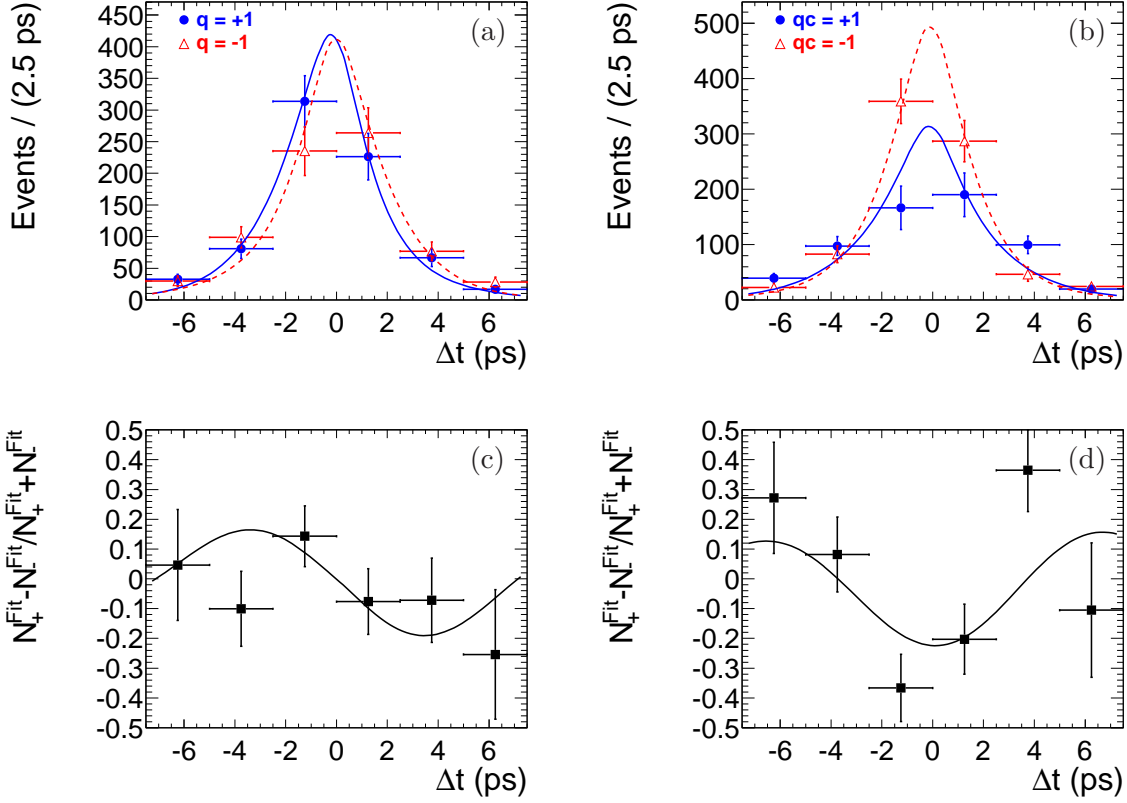 Events / (2.5 ps)
450
400
350
300
250
200
150
100
50
0
q = +1
q = -1
(a)
-6 -4 -2 0 2 4 6
Δt (ps)
Events / (2.5 ps)
500
400
300
200
100
0
qc = +1
qc = -1
(b)
-6 -4 -2 0 2 4 6
Δt (ps)
N₊^Fit-N₋^Fit/N₊^Fit+N₋^Fit
0.5
0.4
0.3
0.2
0.1
0
-0.1
-0.2
-0.3
-0.4
-0.5
(c)
-6 -4 -2 0 2 4 6
Δt (ps)
N₊^Fit-N₋^Fit/N₊^Fit+N₋^Fit
0.5
0.4
0.3
0.2
0.1
0
-0.1
-0.2
-0.3
-0.4
-0.5
(d)
-6 -4 -2 0 2 4 6
Δt (ps)